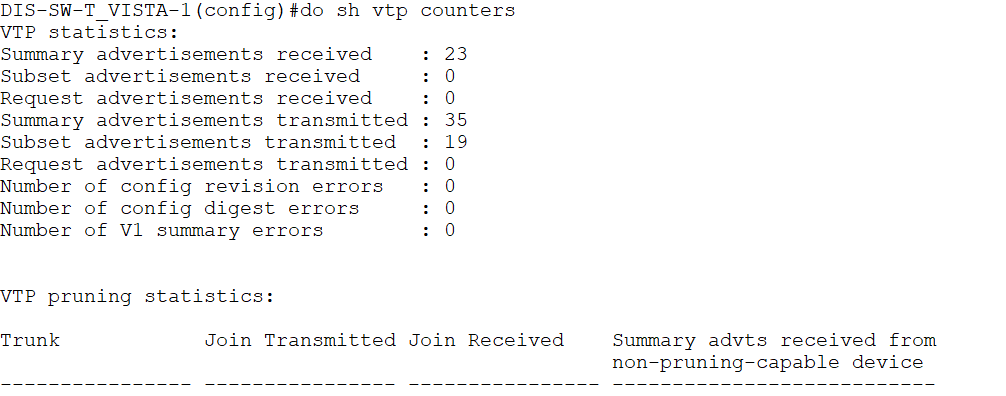 DIS-SW-T_VISTA-1(config)#do sh vtp counters
VTP statistics:
Summary advertisements received    : 23
Subset advertisements received     : 0
Request advertisements received    : 0
Summary advertisements transmitted : 35
Subset advertisements transmitted  : 19
Request advertisements transmitted : 0
Number of config revision errors   : 0
Number of config digest errors     : 0
Number of V1 summary errors        : 0
VTP pruning statistics:
Trunk            Join Transmitted Join Received    Summary advts received from
                                                   non-pruning-capable device
---------------- ---------------- ---------------- ---------------------------